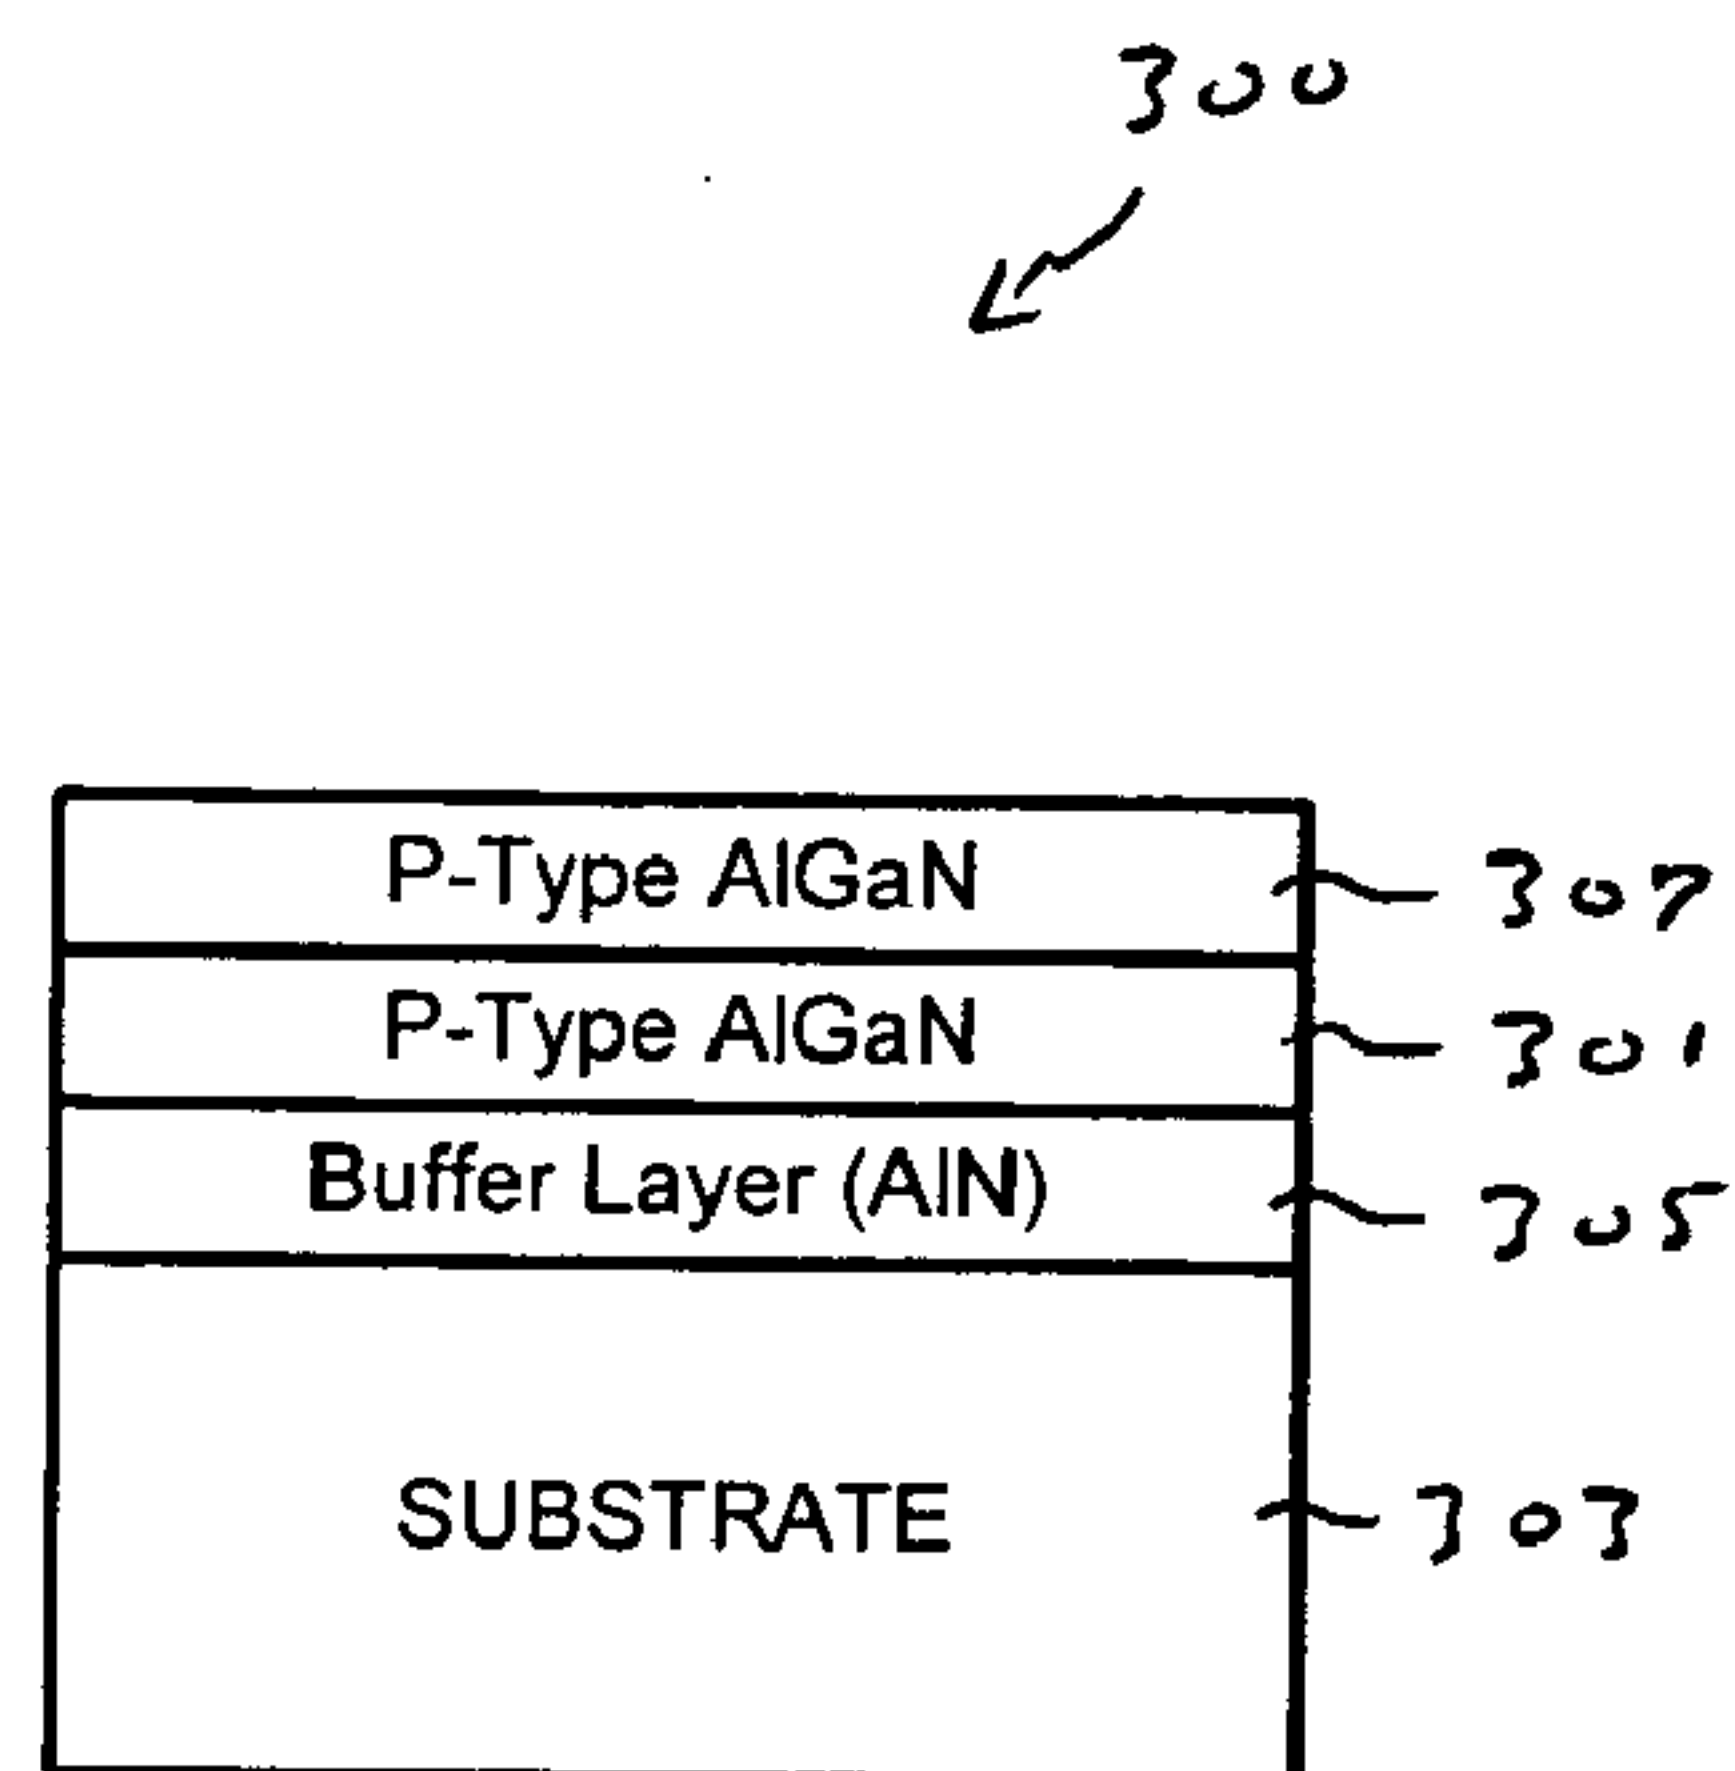 300
P-Type AlGaN 307
P-Type AlGaN 301
Buffer Layer (AlN) 305
SUBSTRATE 303